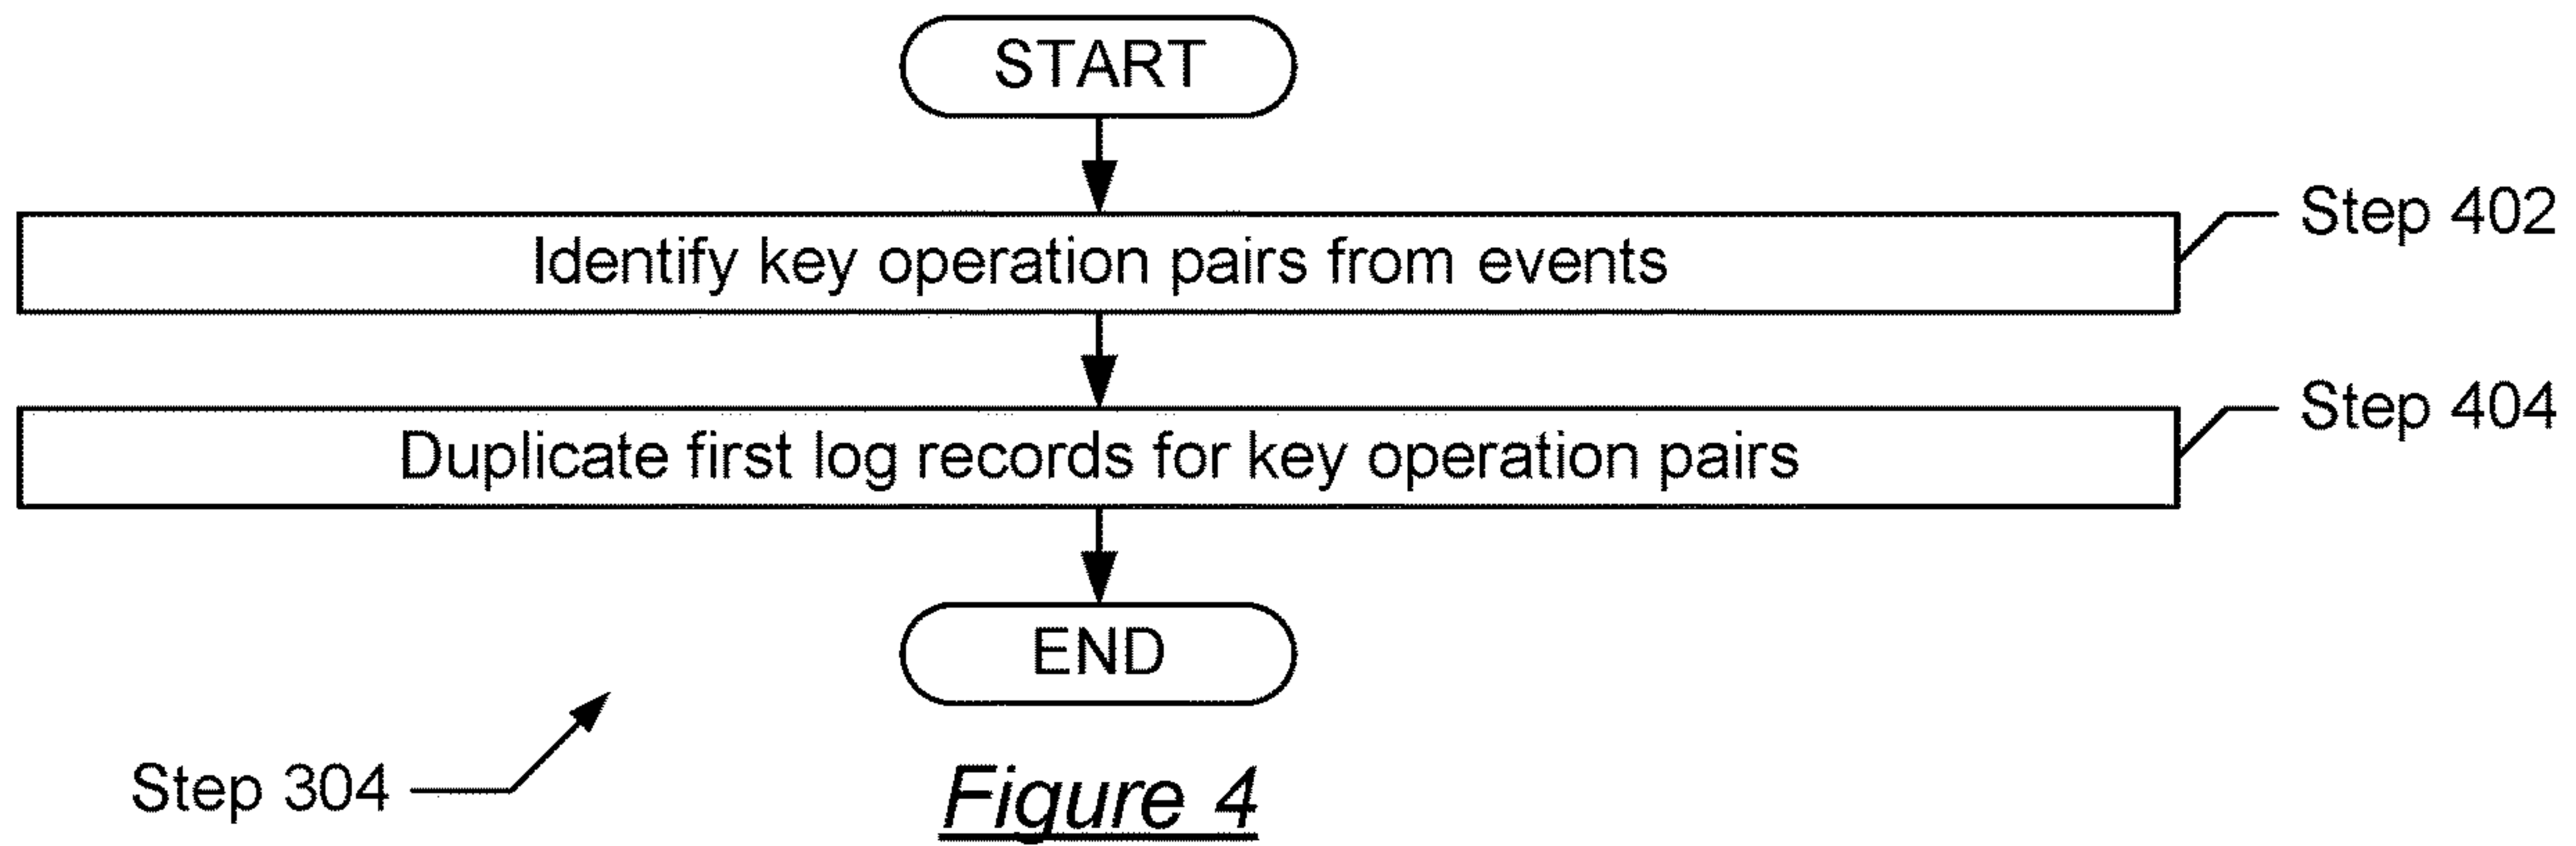 START
Identify key operation pairs from events
Step 402
Duplicate first log records for key operation pairs
Step 404
END
Step 304
Figure 4